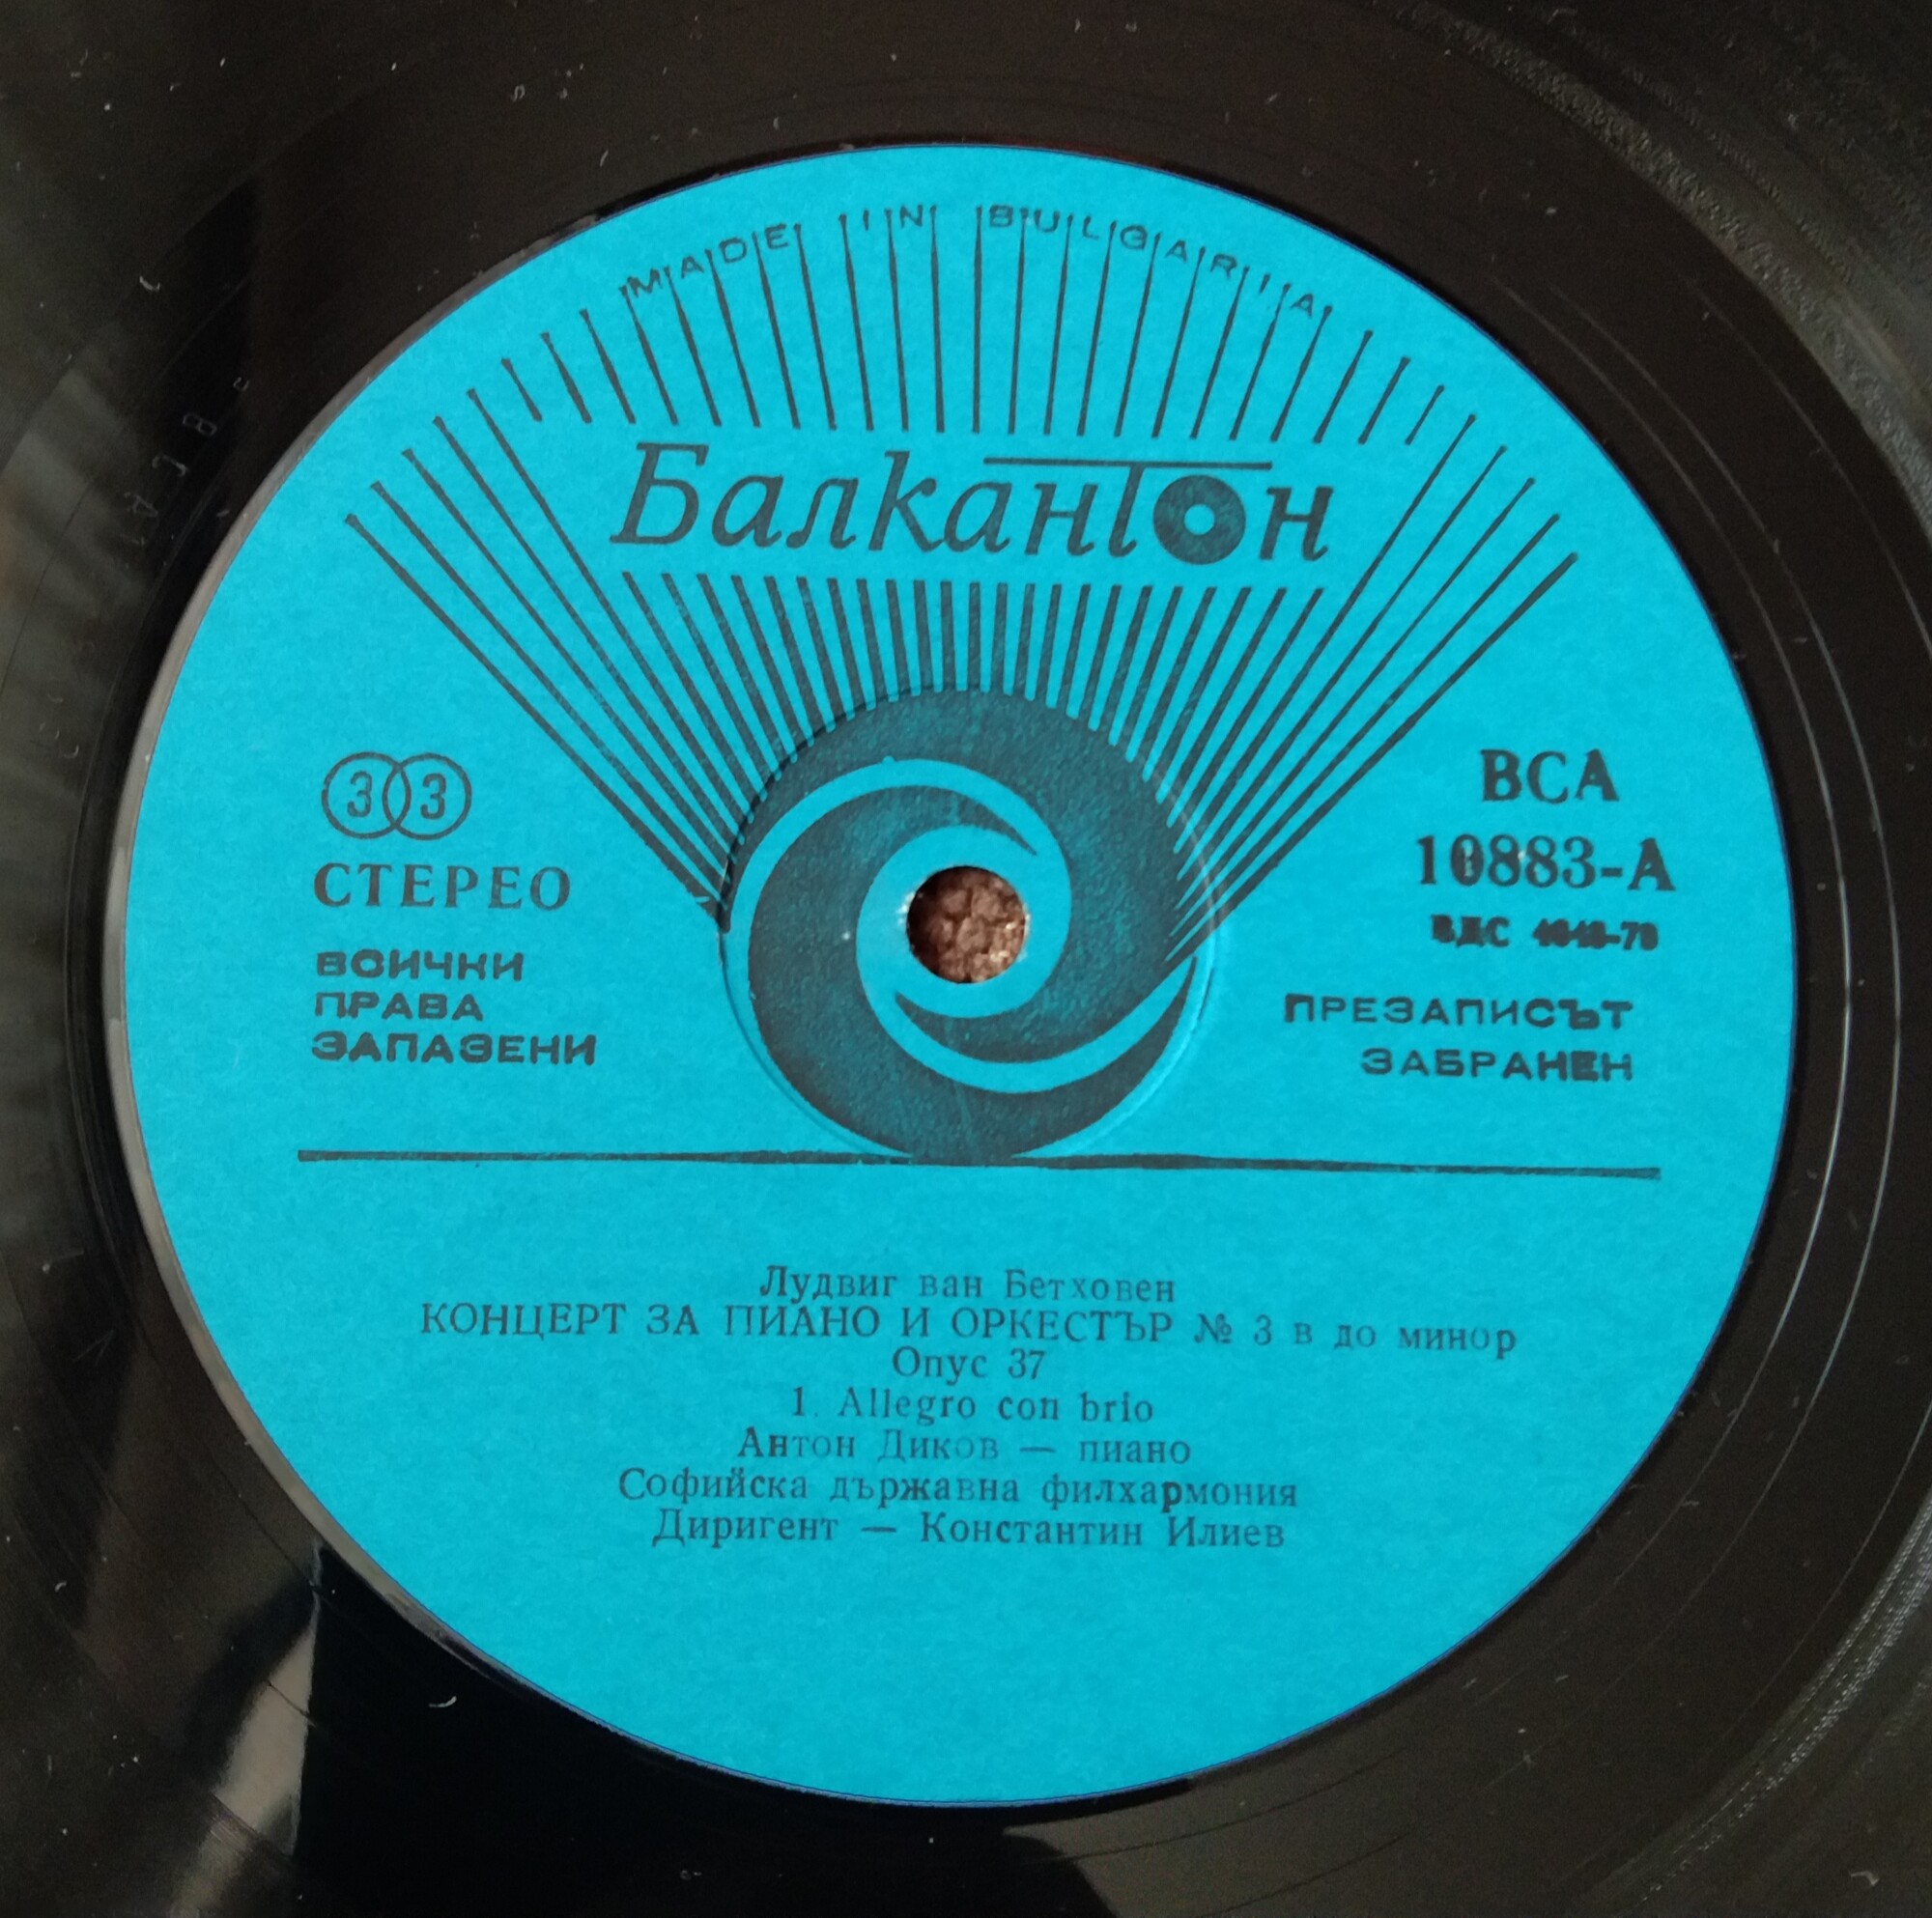 MADE IN BULGARIA
Балкантон
33
СТЕРЕО
ВСИЧКИ
ПРАВА
ЗАПАЗЕНИ
ВСА
10883-А
БДС
ПРЕЗАПИСЪТ
ЗАБРАНЕН
Лудвиг ван Бетховен
КОНЦЕРТ ЗА ПИАНО И ОРКЕСТЪР № 3 в до минор
Опус 37
1. Allegro con brio
Антон Диков — пиано
Софийска държавна филхармония
Диригент — Константин Илиев